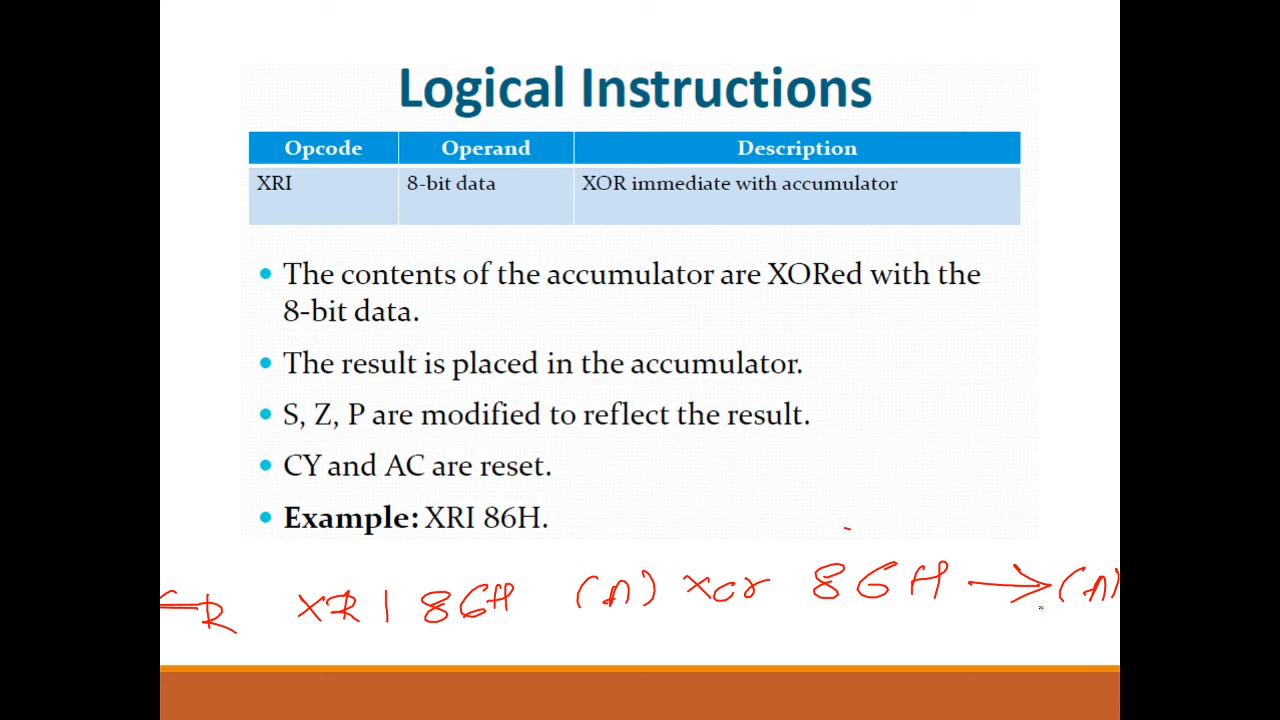 Logical Instructions
Opcode Operand Description
XRI 8-bit data XOR immediate with accumulator
• The contents of the accumulator are XORed with the
8-bit data.
• The result is placed in the accumulator.
• S, Z, P are modified to reflect the result.
• CY and AC are reset.
• Example: XRI 86H.
R XRI 86H (A) xor 86H → (A)